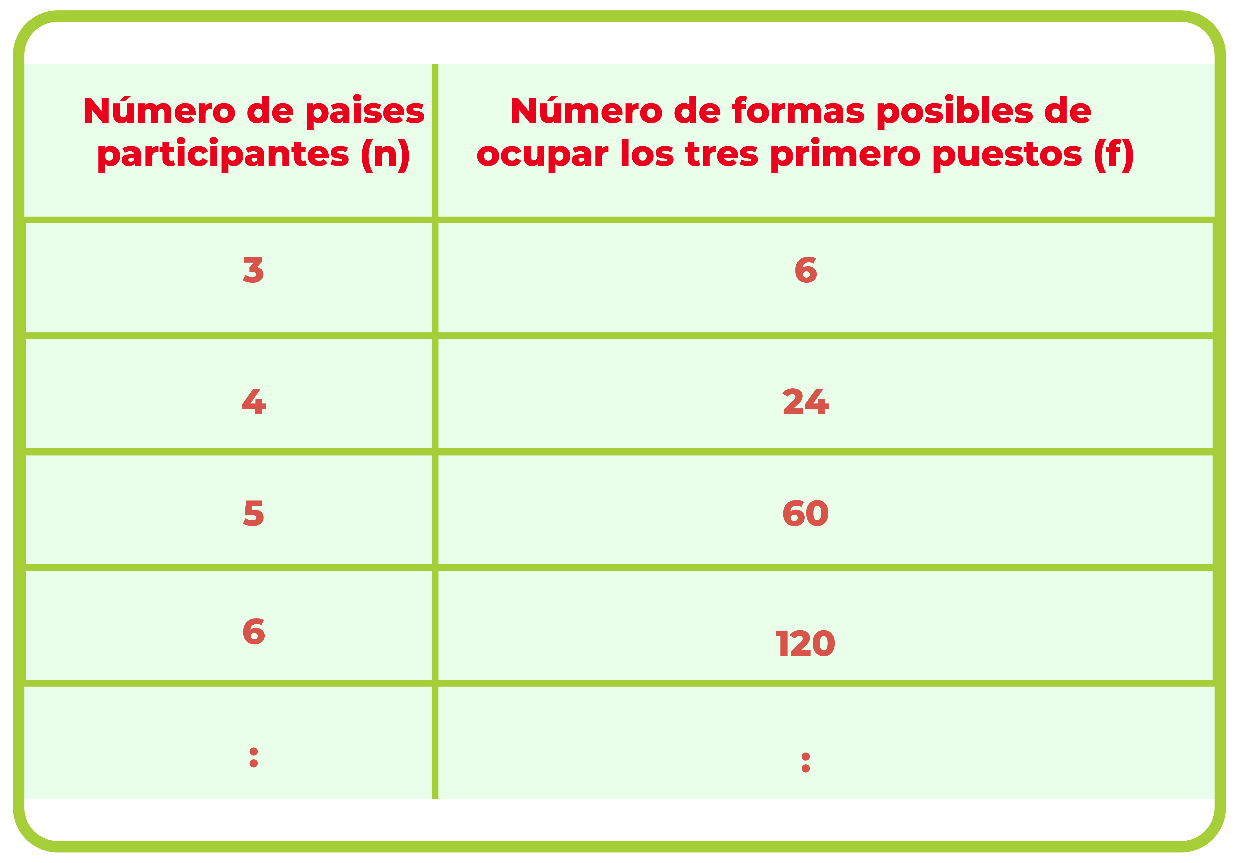 Número de paises
participantes (n)
Número de formas posibles de
ocupar los tres primero puestos (f)
3
6
4
24
5
60
6
120
:
: